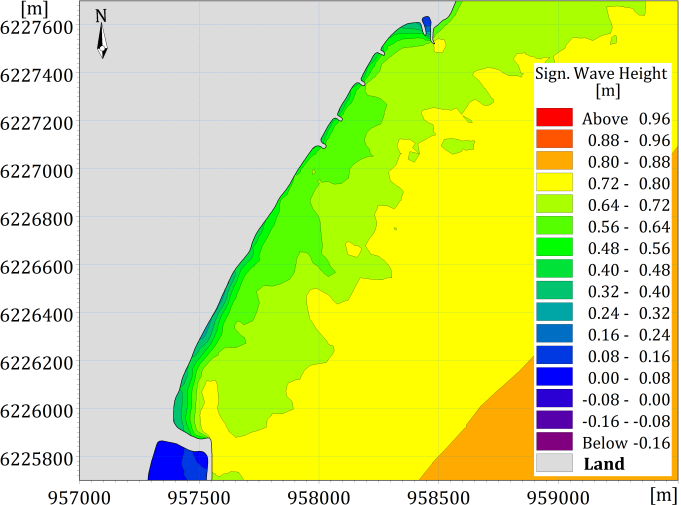 [m]
N
6227600
6227400
6227200
6227000
6226800
6226600
6226400
6226200
6226000
6225800
957000 957500 958000 958500 959000 [m]
Sign. Wave Height
[m]
Above 0.96
0.88 - 0.96
0.80 - 0.88
0.72 - 0.80
0.64 - 0.72
0.56 - 0.64
0.48 - 0.56
0.40 - 0.48
0.32 - 0.40
0.24 - 0.32
0.16 - 0.24
0.08 - 0.16
0.00 - 0.08
-0.08 - 0.00
-0.16 - -0.08
Below -0.16
Land